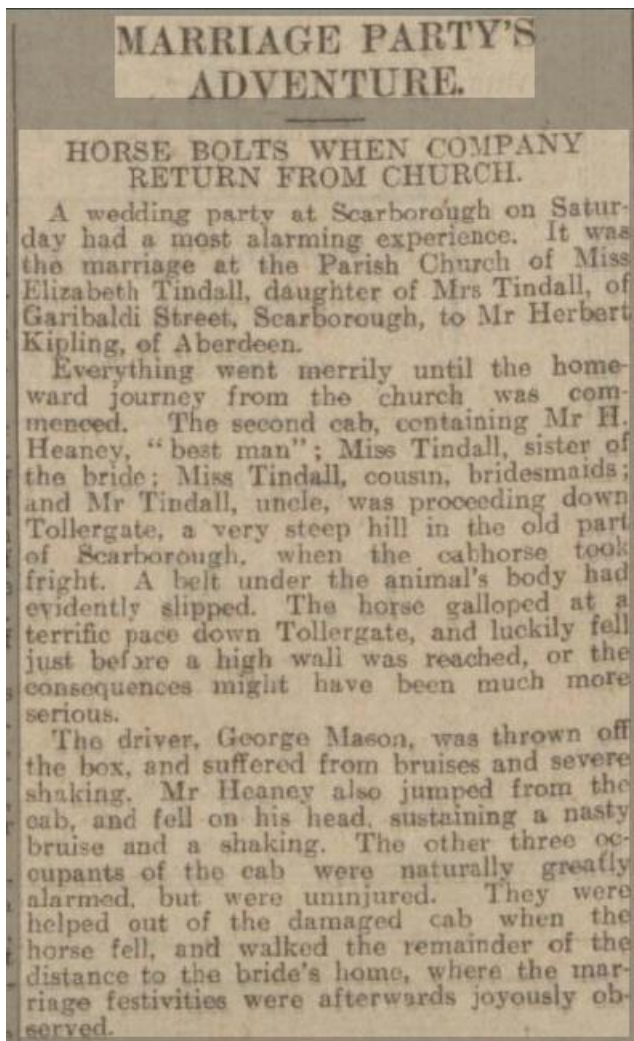 MARRIAGE PARTY'S
ADVENTURE.
HORSE BOLTS WHEN COMPANY
RETURN FROM CHURCH.
A wedding party at Scarborough on Satur-
day had a most alarming experience. It was
the marriage at the Parish Church of Miss
Elizabeth Tindall, daughter of Mrs Tindall, of
Garibaldi Street, Scarborough, to Mr Herbert
Kipling, of Aberdeen.
Everything went merrily until the home-
ward journey from the church was com-
menced. The second cab, containing Mr H.
Heaney, "best man"; Miss Tindall, sister of
the bride; Miss Tindall, cousin, bridesmaids;
and Mr Tindall, uncle, was proceeding down
Tollergate, a very steep hill in the old part
of Scarborough, when the cabhorse took
fright. A belt under the animal's body had
evidently slipped. The horse galloped at a
terrific pace down Tollergate, and luckily fell
just before a high wall was reached, or the
consequences might have been much more
serious.
The driver, George Mason, was thrown off
the box, and suffered from bruises and severe
shaking. Mr Heaney also jumped from the
cab, and fell on his head, sustaining a nasty
bruise and a shaking. The other three oc-
cupants of the cab were naturally greatly
alarmed, but were uninjured. They were
helped out of the damaged cab when the
horse fell, and walked the remainder of the
distance to the bride's home, where the mar-
riage festivities were afterwards joyously ob-
served.